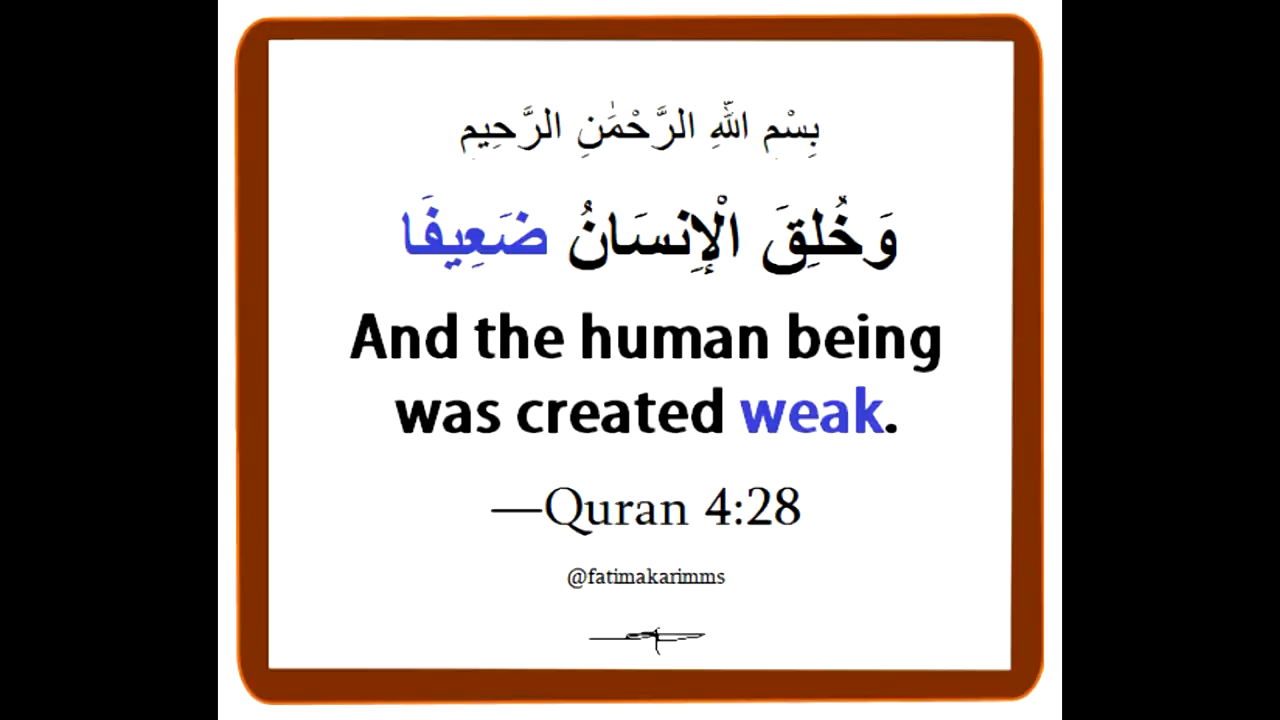 بِسْمِ اللَّهِ الرَّحْمَٰنِ الرَّحِيمِ
وَخُلِقَ الْإِنسَانُ ضَعِيفًا
And the human being
was created weak.
—Quran 4:28
@fatimakarimms